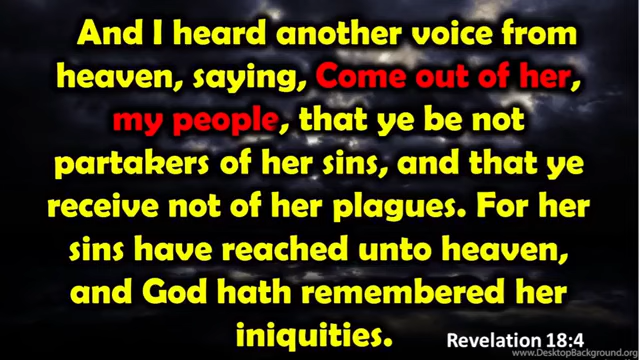 And I heard another voice from
heaven, saying, Come out of her,
my people, that ye be not
partakers of her sins, and that ye
receive not of her plagues. For her
sins have reached unto heaven,
and God hath remembered her
iniquities.
Revelation 18:4
www.DesktopBackground.org